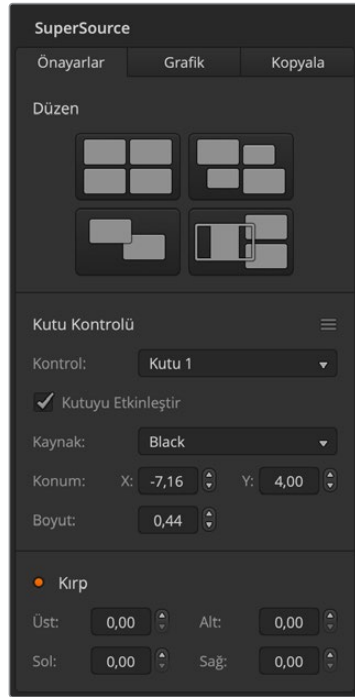 SuperSource
Önayarlar Grafik Kopyala
Düzen
Kutu Kontrolü
Kontrol: Kutu 1
Kutuyu Etkinleştir
Kaynak: Black
Konum: X: -7,16 Y: 4,00
Boyut: 0,44
Kırp
Üst: 0,00 Alt: 0,00
Sol: 0,00 Sağ: 0,00